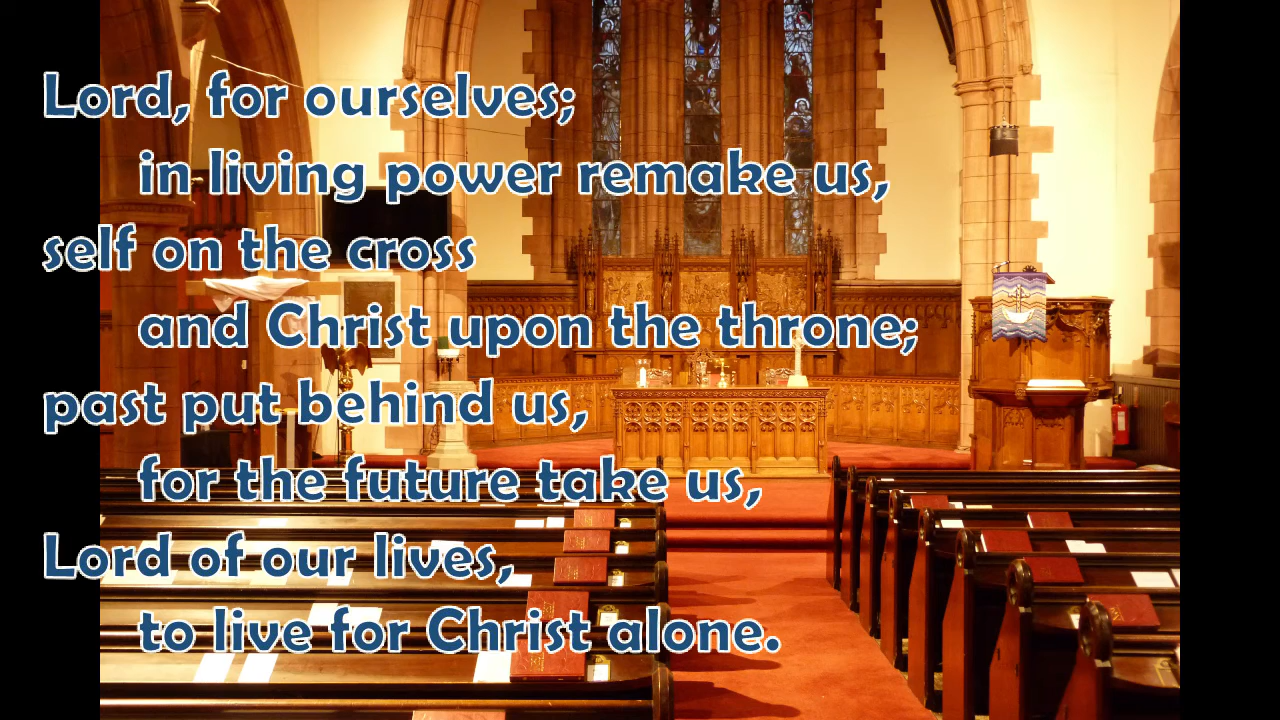 Lord, for ourselves;
in living power remake us,
self on the cross
and Christ upon the throne;
past put behind us,
for the future take us,
Lord of our lives,
to live for Christ alone.